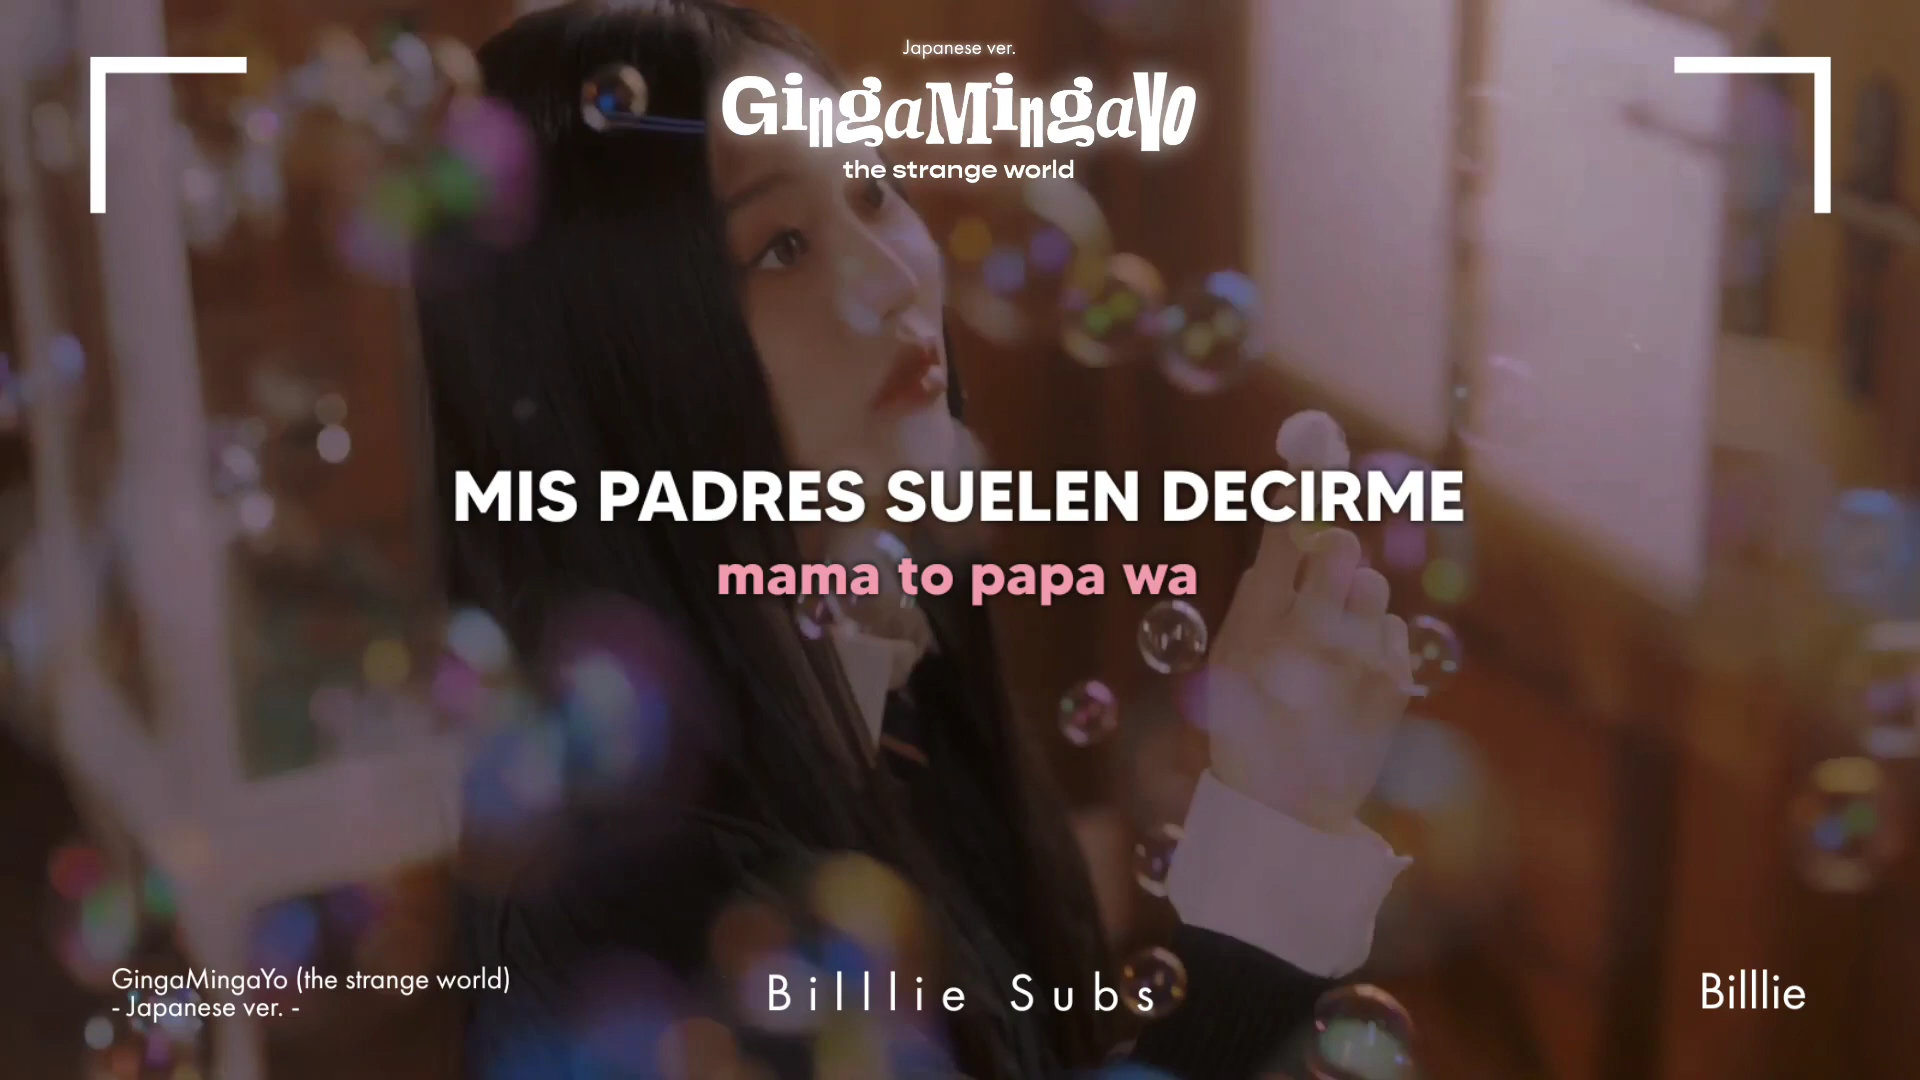 Japanese ver.
GingaMingaYo
the strange world
MIS PADRES SUELEN DECIRME
mama to papa wa
GingaMingaYo (the strange world)
- Japanese ver. -
Billlie Subs
Billlie